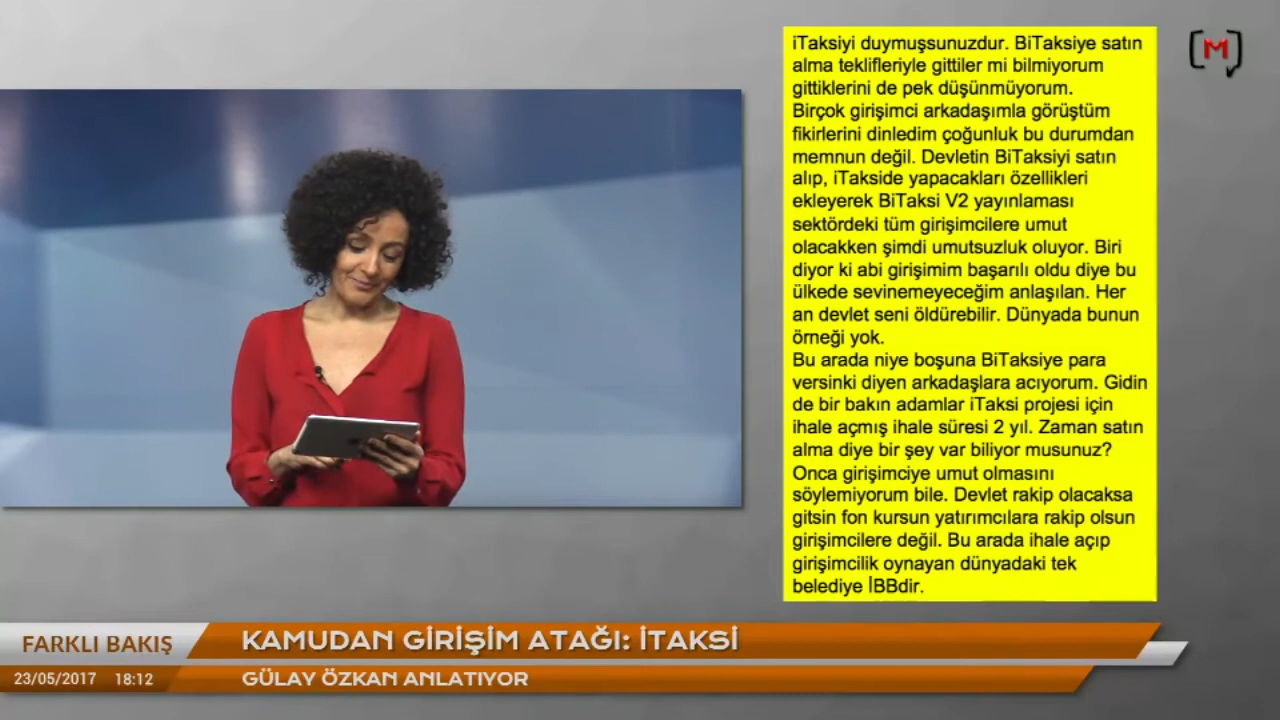 iTaksiyi duymuşsunuzdur. BiTaksiye satın
alma teklifleriyle gittiler mi bilmiyorum
gittiklerini de pek düşünmüyorum.
Birçok girişimci arkadaşımla görüştüm
fikirlerini dinledim çoğunluk bu durumdan
memnun değil. Devletin BiTaksiyi satın
alıp, iTakside yapacakları özellikleri
ekleyerek BiTaksi V2 yayınlaması
sektördeki tüm girişimcilere umut
olacakken şimdi umutsuzluk oluyor. Biri
diyor ki abi girişimim başarılı oldu diye bu
ülkede sevinemeyeceğim anlaşılan. Her
an devlet seni öldürebilir. Dünyada bunun
örneği yok.
Bu arada niye boşuna BiTaksiye para
versinki diyen arkadaşlara acıyorum. Gidin
de bir bakın adamlar iTaksi projesi için
ihale açmış ihale süresi 2 yıl. Zaman satın
alma diye bir şey var biliyor musunuz?
Onca girişimciye umut olmasını
söylemiyorum bile. Devlet rakip olacaksa
gitsin fon kursun yatırımcılara rakip olsun
girişimcilere değil. Bu arada ihale açıp
girişimcilik oynayan dünyadaki tek
belediye İBBdir.
M
FARKLI BAKIŞ
KAMUDAN GİRİŞİM ATAĞI: İTAKSİ
23/05/2017 18:12
GÜLAY ÖZKAN ANLATIYOR